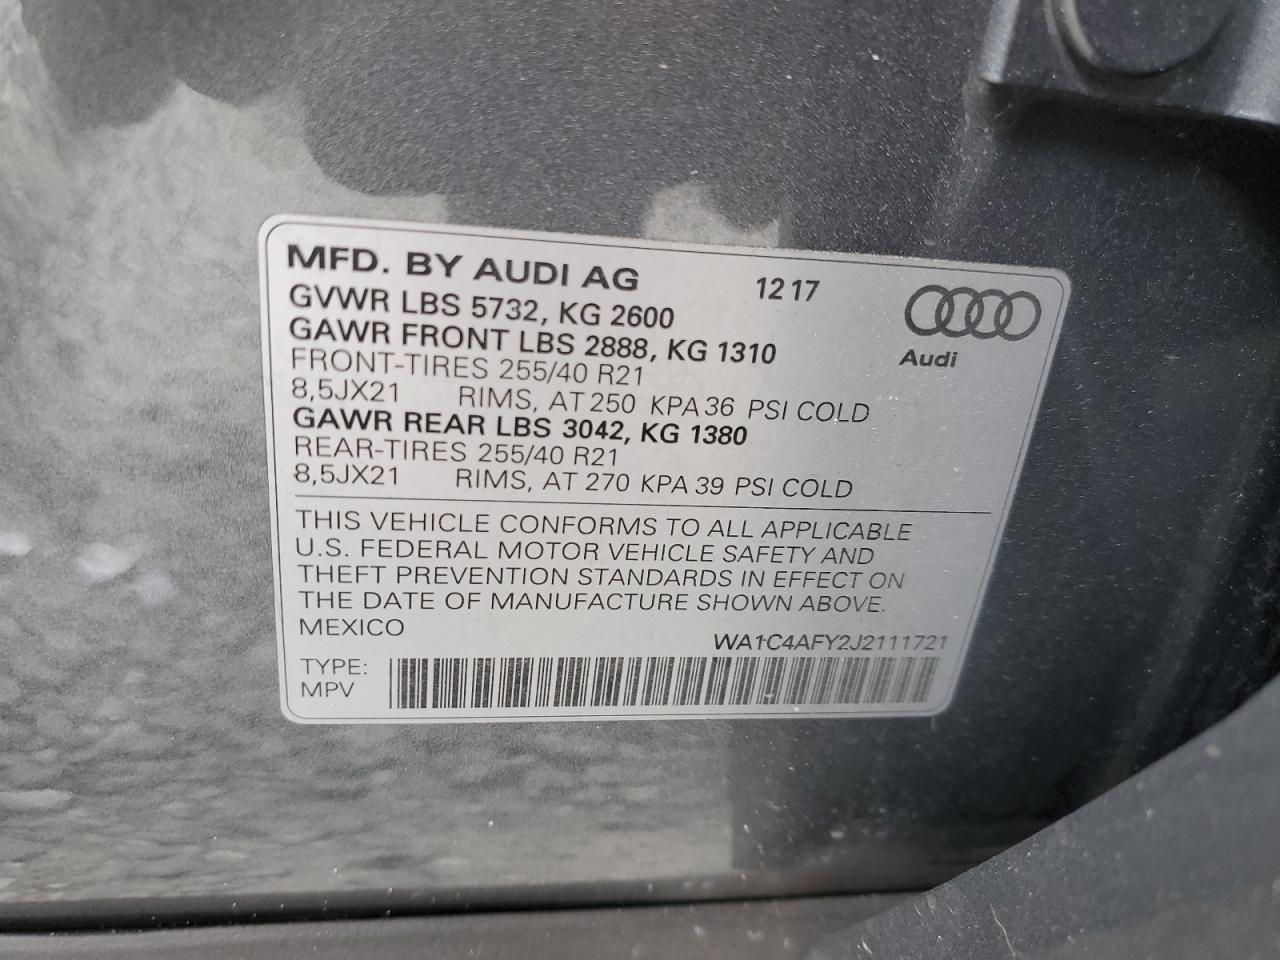 MFD. BY AUDI AG 12 17
GVWR LBS 5732, KG 2600
GAWR FRONT LBS 2888, KG 1310
Audi
FRONT-TIRES 255/40 R21
8,5JX21 RIMS, AT 250 KPA 36 PSI COLD
GAWR REAR LBS 3042, KG 1380
REAR-TIRES 255/40 R21
8,5JX21 RIMS, AT 270 KPA 39 PSI COLD
THIS VEHICLE CONFORMS TO ALL APPLICABLE
U.S. FEDERAL MOTOR VEHICLE SAFETY AND
THEFT PREVENTION STANDARDS IN EFFECT ON
THE DATE OF MANUFACTURE SHOWN ABOVE.
MEXICO WA1C4AFY2J2111721
TYPE:
MPV